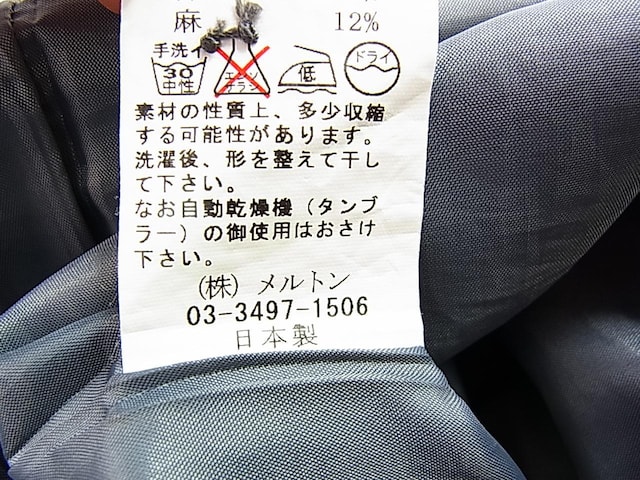 麻 12%
手洗イ
30
中性
エンソ
サラシ
低
ドライ
素材の性質上、多少収縮
する可能性があります。
洗濯後、形を整えて干し
て下さい。
なお自動乾燥機（タンブ
ラー）の御使用はおさけ
下さい。
(株) メルトン
03-3497-1506
日本製